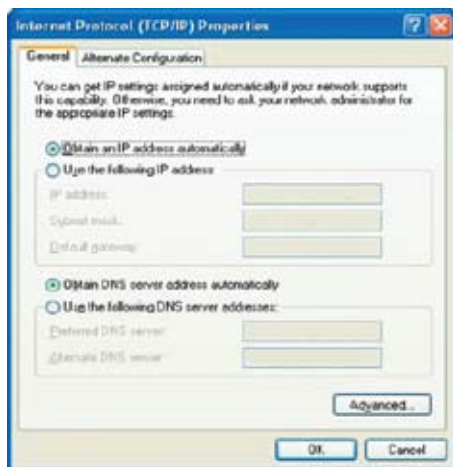 Internet Protocol (TCP/IP) Properties
General
Alternate Configuration
You can get IP settings assigned automatically if your network supports
this capability. Otherwise, you need to ask your network administrator for
the appropriate IP settings.
Obtain an IP address automatically
Use the following IP address:
IP address:
Subnet mask:
Default gateway:
Obtain DNS server address automatically
Use the following DNS server addresses:
Preferred DNS server:
Alternate DNS server:
Advanced...
OK
Cancel